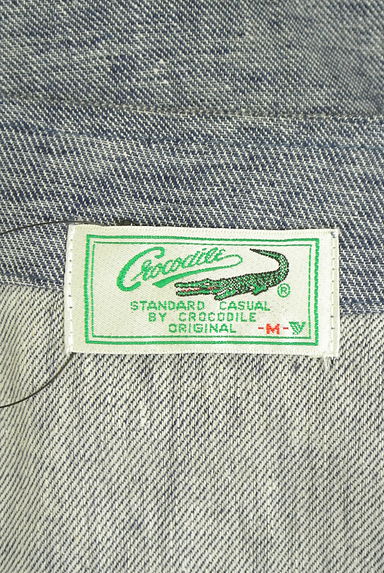 Crocodile
®
STANDARD CASUAL
BY CROCODILE
ORIGINAL -M-